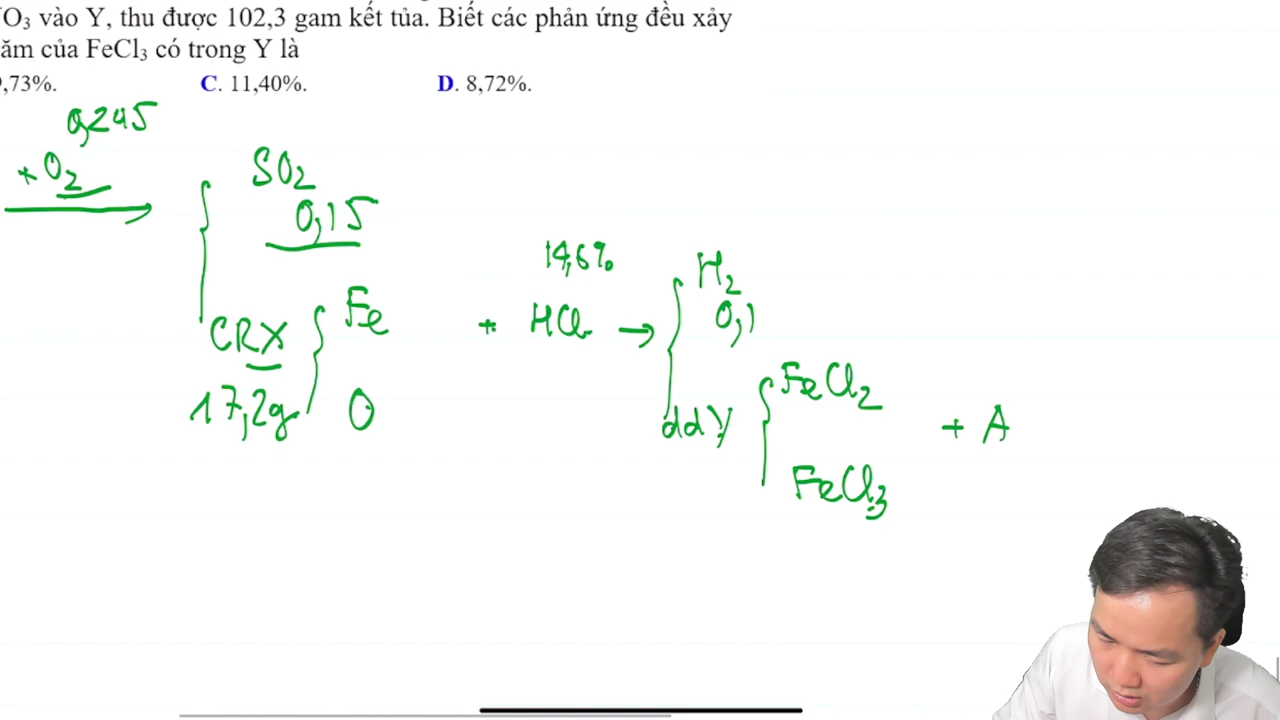 O₃ vào Y, thu được 102,3 gam kết tủa. Biết các phản ứng đều xảy
ăm của FeCl₃ có trong Y là
,73%. C. 11,40%. D. 8,72%.
0,245
+ O₂
SO₂
0,15
14,6%
H₂
0,1
CRX
Fe
+ HCl →
17,2g
O
ddY
FeCl₂
+ A
FeCl₃